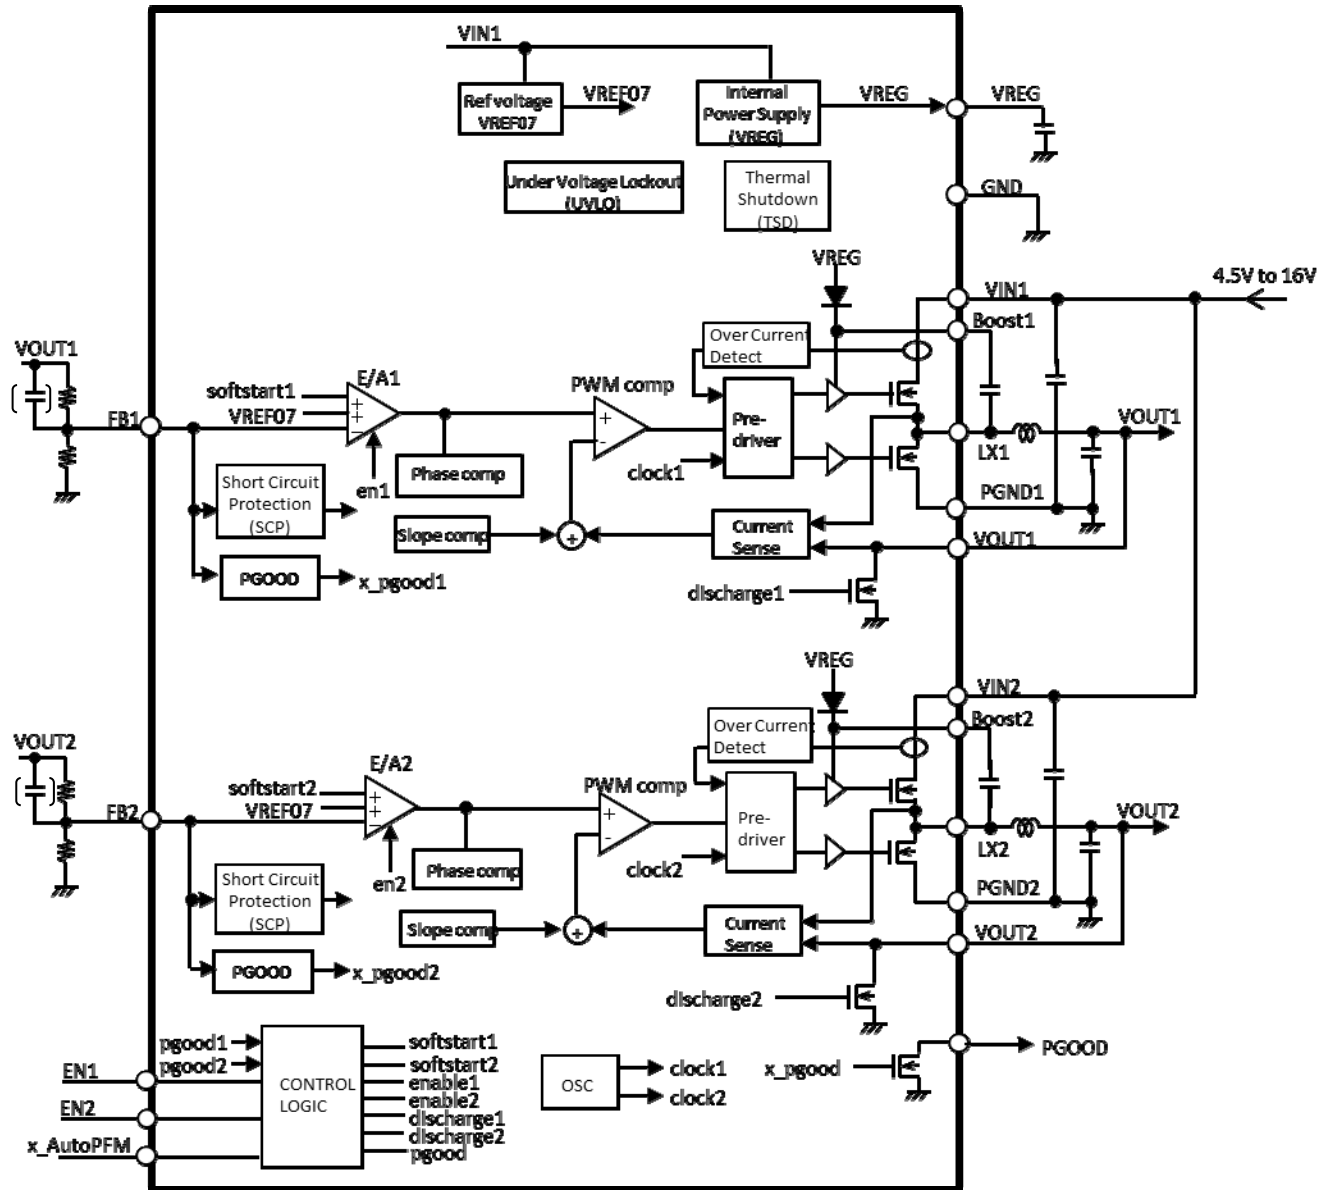 VIN1
Ref voltage
VREF07
VREF07
Internal
Power Supply
(VREG)
VREG
VREG
Under Voltage Lockout
(UVLO)
Thermal
Shutdown
(TSD)
GND
VREG
4.5V to 16V
VIN1
Boost1
Over Current
Detect
VOUT1
E/A1
softstart1
+
VREF07
+
−
FB1
PWM comp
+
-
Pre-
driver
VOUT1
LX1
clock1
Phase comp
en1
Short Circuit
Protection
(SCP)
PGND1
Slope comp
+
Current
Sense
VOUT1
PGOOD
x_pgood1
discharge1
VREG
VIN2
Boost2
Over Current
Detect
VOUT2
E/A2
softstart2
+
VREF07
+
−
FB2
PWM comp
+
-
Pre-
driver
VOUT2
LX2
clock2
Phase comp
en2
Short Circuit
Protection
(SCP)
PGND2
Slope comp
+
Current
Sense
VOUT2
PGOOD
x_pgood2
discharge2
pgood1
pgood2
EN1
EN2
x_AutoPFM
CONTROL
LOGIC
softstart1
softstart2
enable1
enable2
discharge1
discharge2
pgood
OSC
clock1
clock2
x_pgood
PGOOD